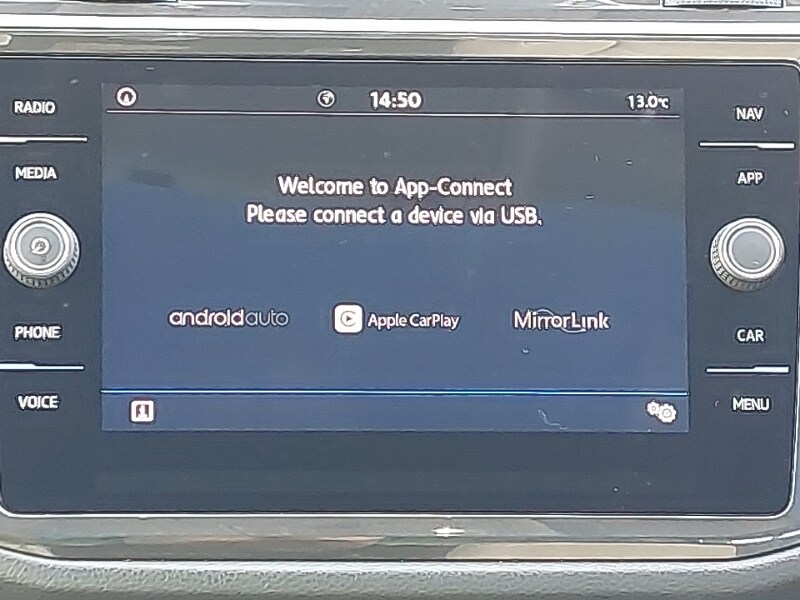 RADIO
MEDIA
PHONE
VOICE
14:50
13.0°C
Welcome to App-Connect
Please connect a device via USB.
androidauto
Apple CarPlay
MirrorLink
NAV
APP
CAR
MENU